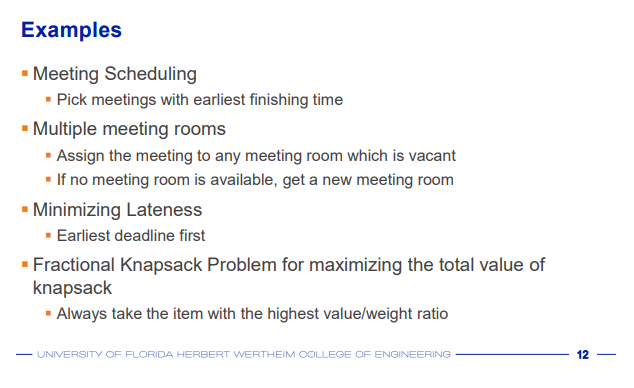 Examples
Meeting Scheduling
Pick meetings with earliest finishing time
Multiple meeting rooms
Assign the meeting to any meeting room which is vacant
If no meeting room is available, get a new meeting room
Minimizing Lateness
Earliest deadline first
Fractional Knapsack Problem for maximizing the total value of
knapsack
Always take the item with the highest value/weight ratio
UNIVERSITY OF FLORIDA HERBERT WERTHEIM COLLEGE OF ENGINEERING 12